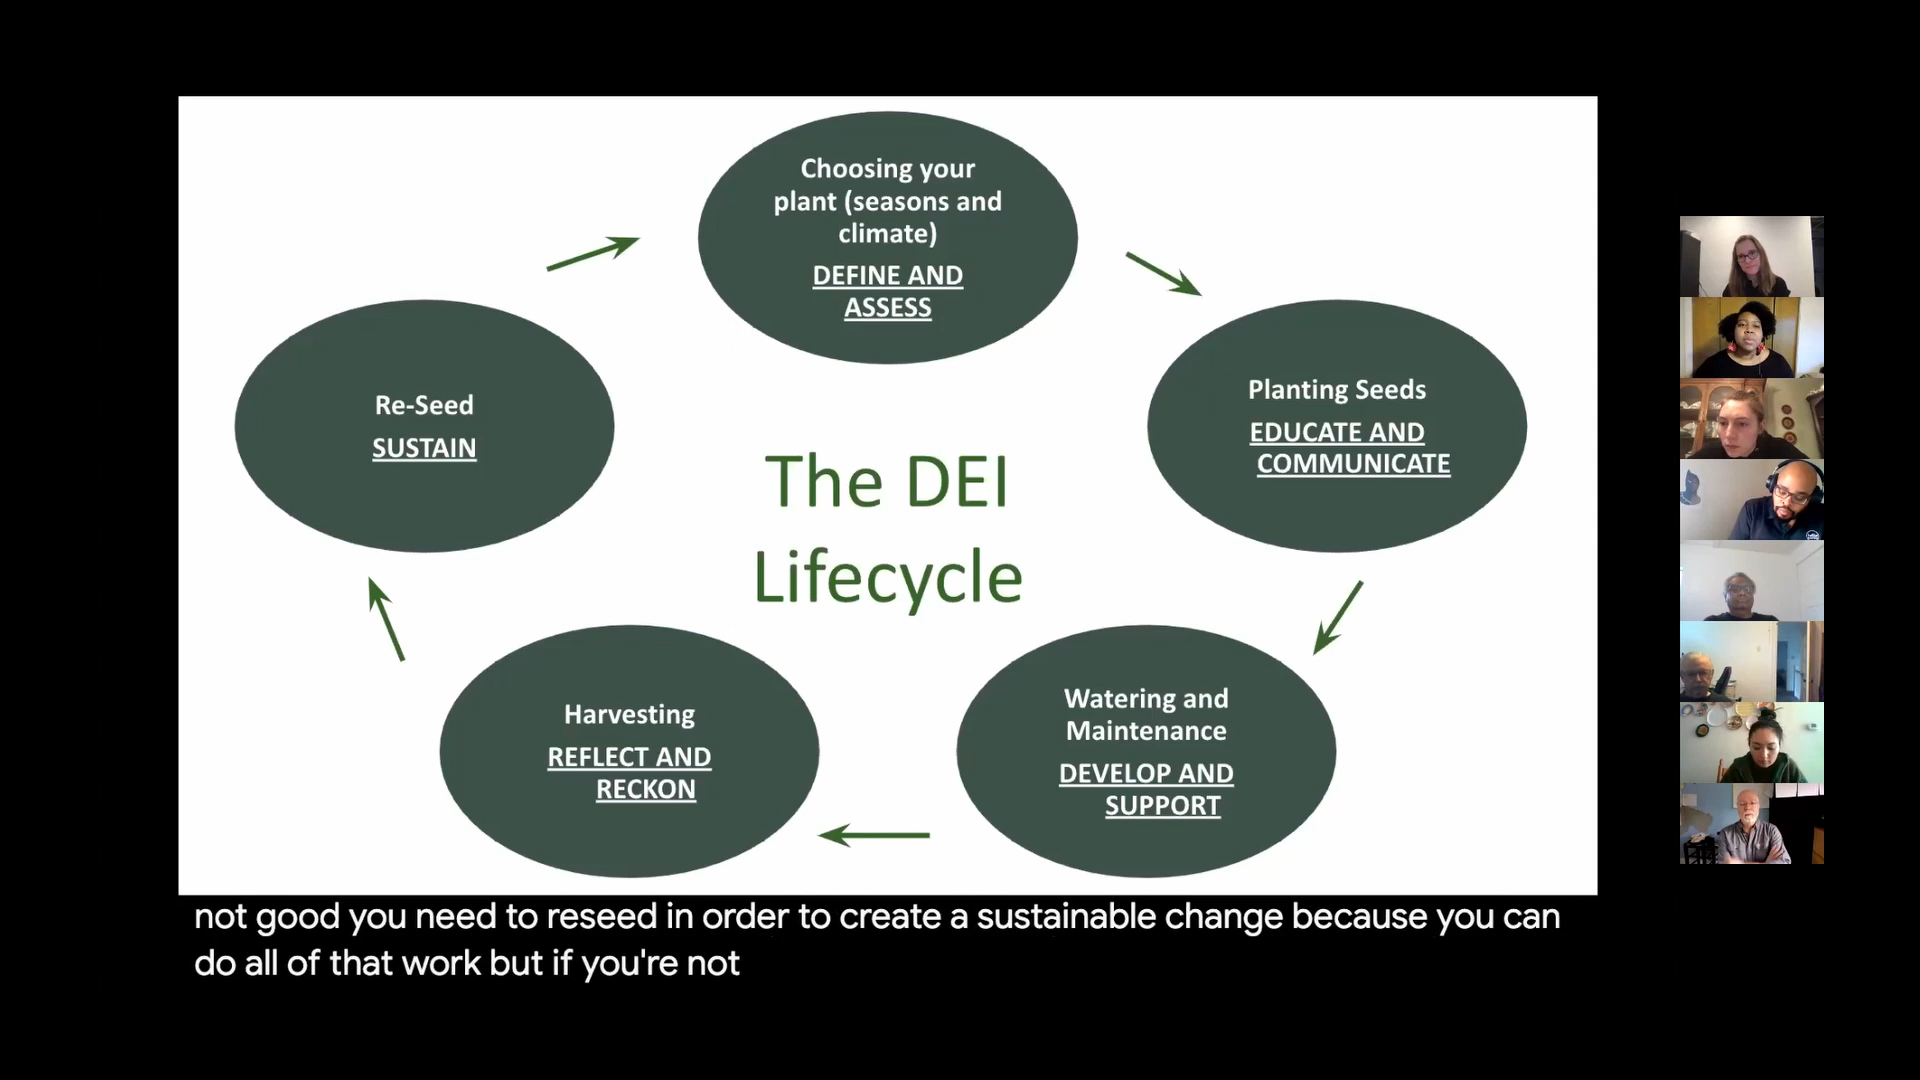 Choosing your
plant (seasons and
climate)
DEFINE AND
ASSESS
Planting Seeds
EDUCATE AND
COMMUNICATE
Watering and
Maintenance
DEVELOP AND
SUPPORT
Harvesting
REFLECT AND
RECKON
Re-Seed
SUSTAIN
The DEI
Lifecycle
not good you need to reseed in order to create a sustainable change because you can
do all of that work but if you're not